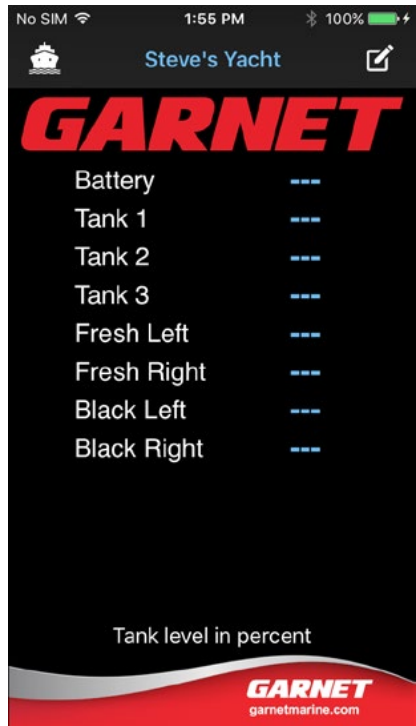 No SIM 1:55 PM 100%
Steve's Yacht
GARNET
Battery ---
Tank 1 ---
Tank 2 ---
Tank 3 ---
Fresh Left ---
Fresh Right ---
Black Left ---
Black Right ---
Tank level in percent
GARNET
garnetmarine.com